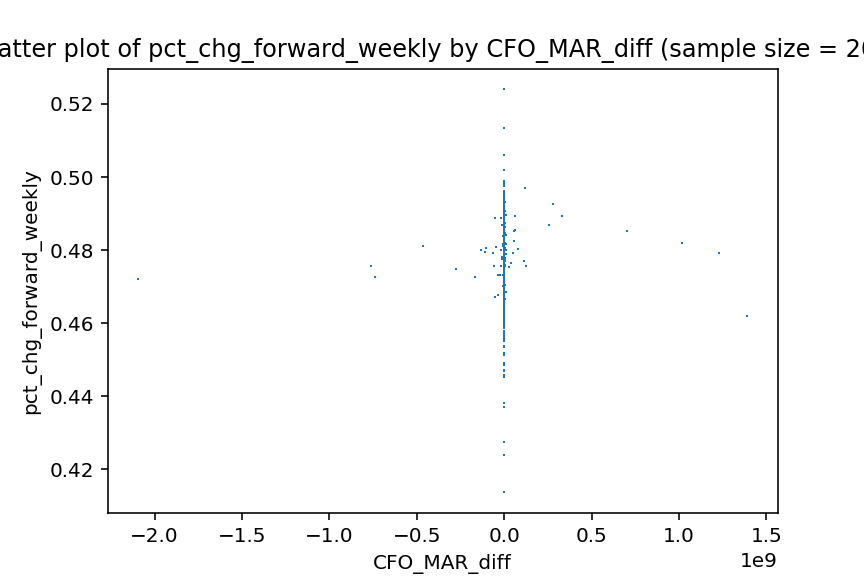 atter plot of pct_chg_forward_weekly by CFO_MAR_diff (sample size = 20
0.52
0.50
0.48
0.46
0.44
0.42
pct_chg_forward_weekly
−2.0 −1.5 −1.0 −0.5 0.0 0.5 1.0 1.5
1e9
CFO_MAR_diff